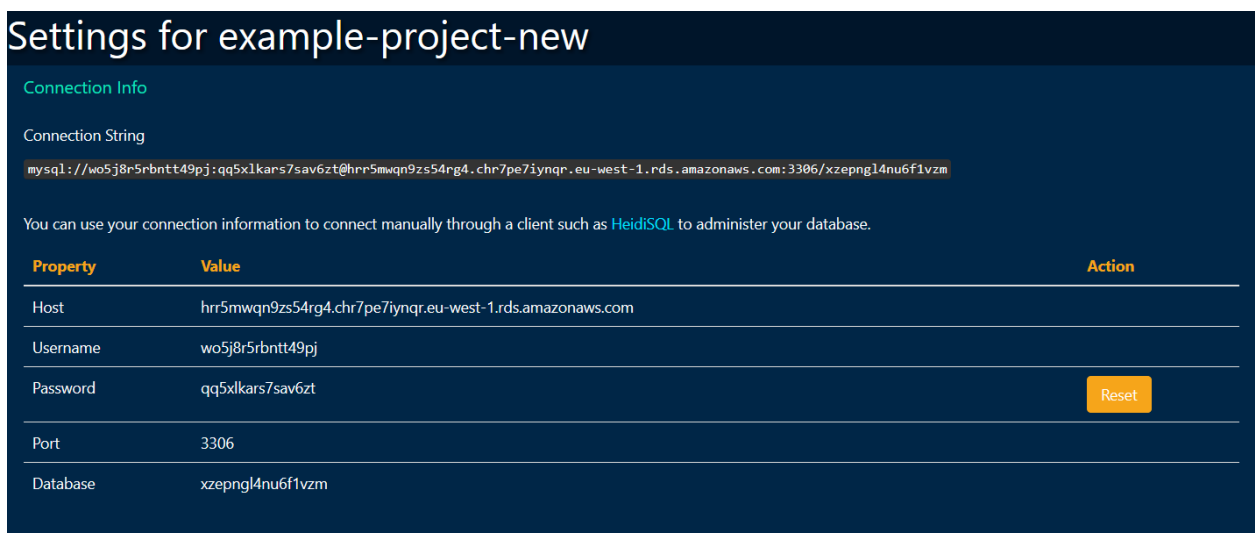 Settings for example-project-new
Connection Info
Connection String
mysql://wo5j8r5rbntt49pj:qq5xlkars7sav6zt@hrr5mwqn9zs54rg4.chr7pe7iynqr.eu-west-1.rds.amazonaws.com:3306/xzepngl4nu6f1vzm
You can use your connection information to connect manually through a client such as HeidiSQL to administer your database.
Property Value Action
Host hrr5mwqn9zs54rg4.chr7pe7iynqr.eu-west-1.rds.amazonaws.com
Username wo5j8r5rbntt49pj
Password qq5xlkars7sav6zt Reset
Port 3306
Database xzepngl4nu6f1vzm